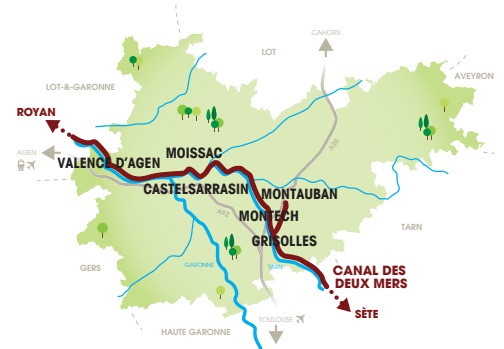 CAHORS
LOT
AVEYRON
LOT-&-GARONNE
ROYAN
AGEN
A20
MOISSAC
VALENCE D'AGEN
CASTELSARRASIN
MONTAUBAN
A62
MONTECH
TARN
GRISOLLES
GERS
GARONNE
TARN
CANAL DES
DEUX MERS
SÈTE
TOULOUSE
HAUTE GARONNE